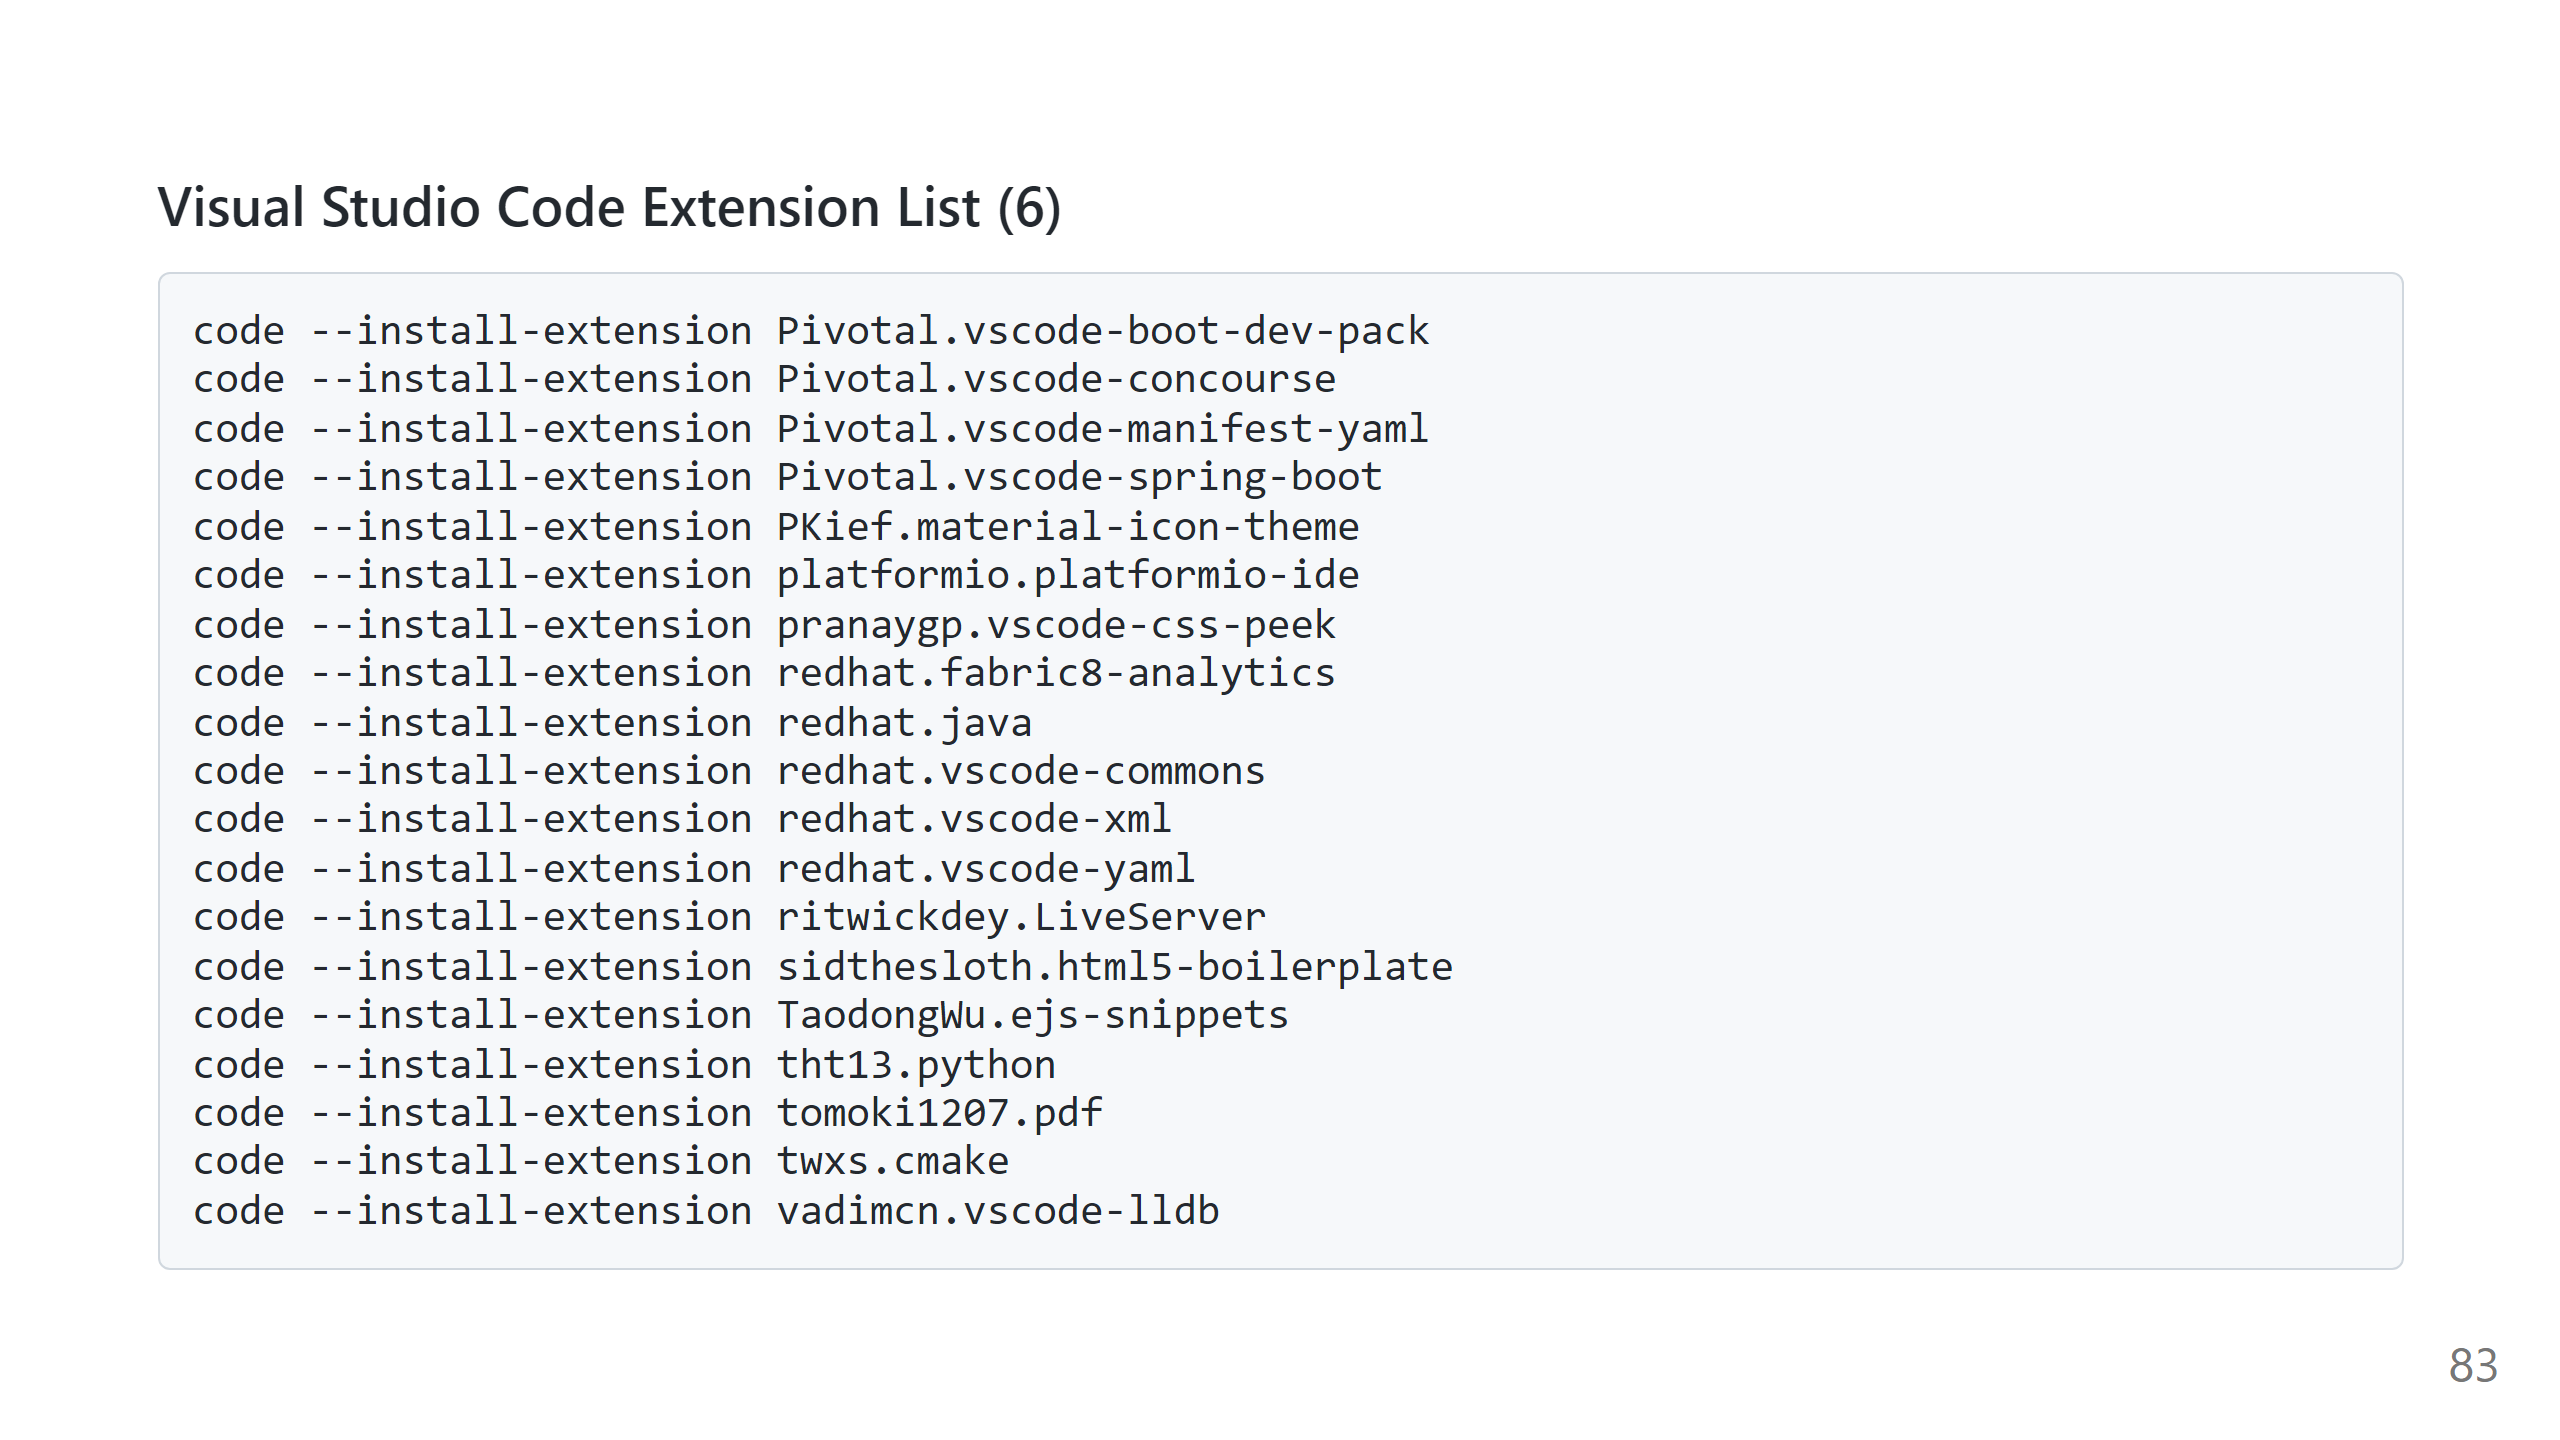 Visual Studio Code Extension List (6)
code --install-extension Pivotal.vscode-boot-dev-pack
code --install-extension Pivotal.vscode-concourse
code --install-extension Pivotal.vscode-manifest-yaml
code --install-extension Pivotal.vscode-spring-boot
code --install-extension PKief.material-icon-theme
code --install-extension platformio.platformio-ide
code --install-extension pranaygp.vscode-css-peek
code --install-extension redhat.fabric8-analytics
code --install-extension redhat.java
code --install-extension redhat.vscode-commons
code --install-extension redhat.vscode-xml
code --install-extension redhat.vscode-yaml
code --install-extension ritwickdey.LiveServer
code --install-extension sidthesloth.html5-boilerplate
code --install-extension TaodongWu.ejs-snippets
code --install-extension tht13.python
code --install-extension tomoki1207.pdf
code --install-extension twxs.cmake
code --install-extension vadimcn.vscode-lldb
83